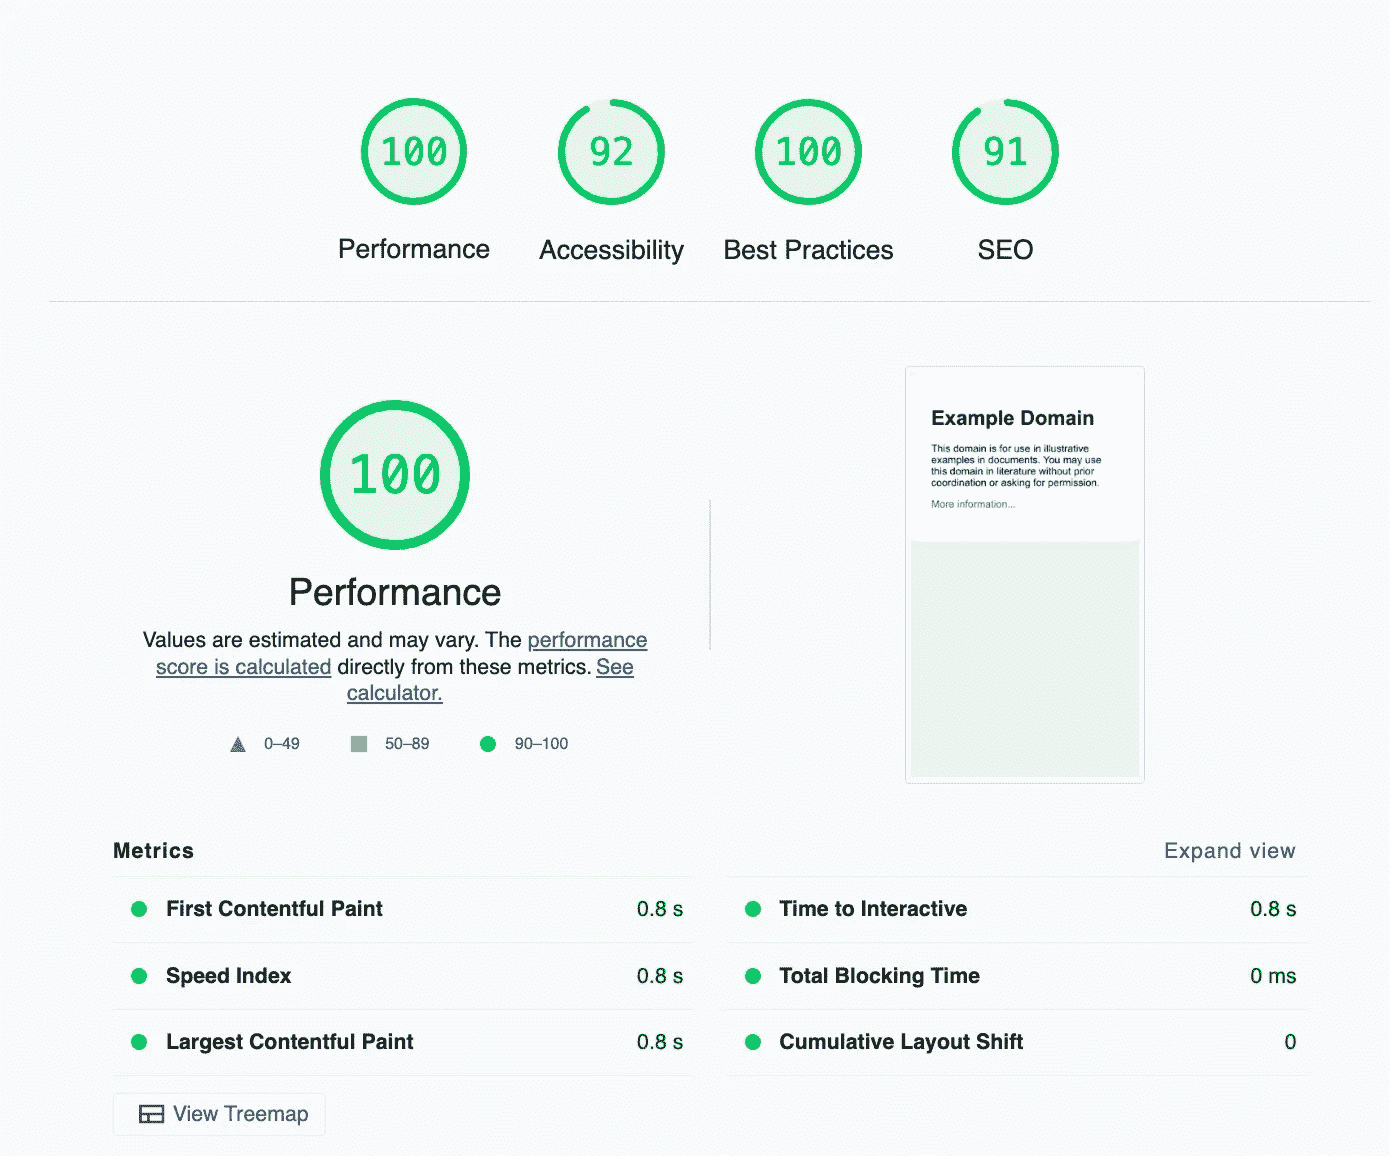 100 92 100 91
Performance Accessibility Best Practices SEO
100
Performance
Values are estimated and may vary. The performance
score is calculated directly from these metrics. See
calculator.
0–49 50–89 90–100
Example Domain
This domain is for use in illustrative
examples in documents. You may use
this domain in literature without prior
coordination or asking for permission.
More information...
Metrics Expand view
First Contentful Paint 0.8 s
Time to Interactive 0.8 s
Speed Index 0.8 s
Total Blocking Time 0 ms
Largest Contentful Paint 0.8 s
Cumulative Layout Shift 0
View Treemap